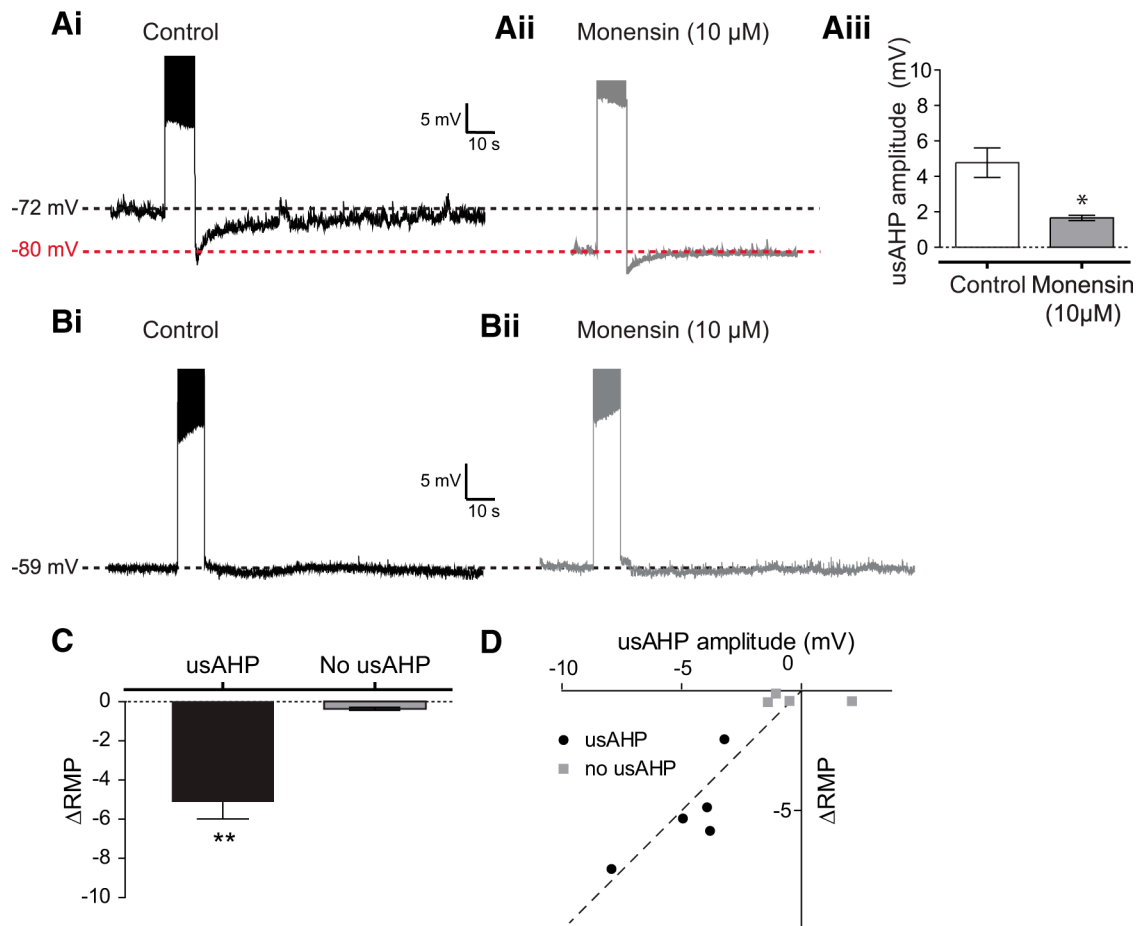 Ai
Control
Aii
Monensin (10 µM)
Aiii
5 mV
10 s
-72 mV
-80 mV
usAHP amplitude (mV)
10
8
6
4
2
0
*
Control
Monensin
(10µM)
Bi
Control
Bii
Monensin (10 µM)
5 mV
10 s
-59 mV
C
usAHP
No usAHP
0
-2
-4
-6
-8
-10
ΔRMP
**
D
usAHP amplitude (mV)
-10
-5
0
usAHP
no usAHP
-5
ΔRMP